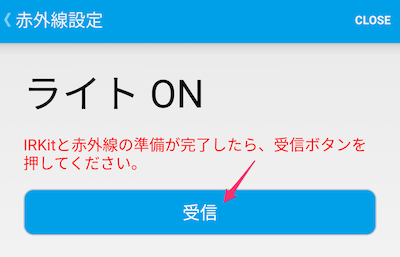 《 赤外線設定 CLOSE
ライト ON
IRKitと赤外線の準備が完了したら、受信ボタンを
押してください。
受信